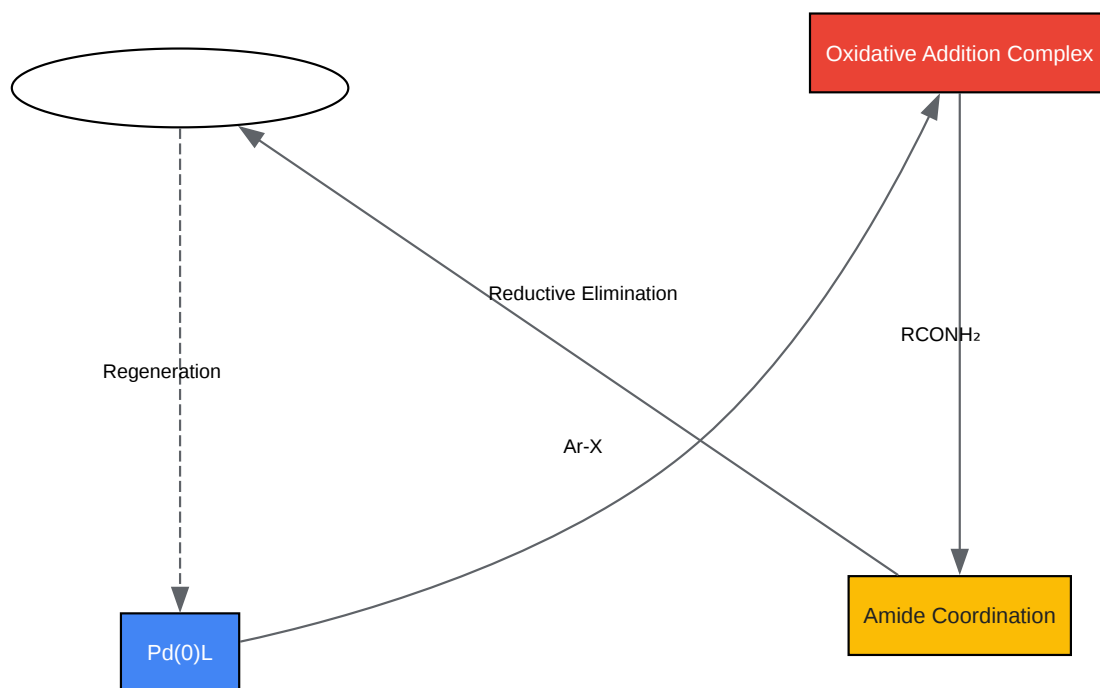 Oxidative Addition Complex
Reductive Elimination
RCONH₂
Regeneration
Ar-X
Amide Coordination
Pd(0)L